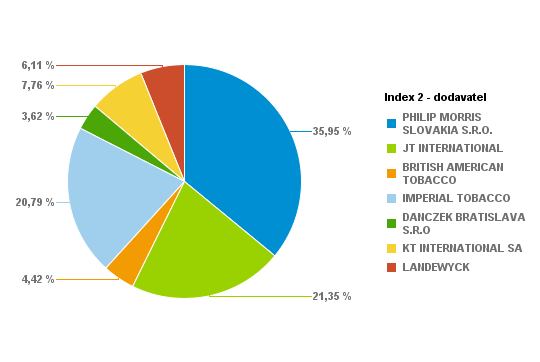 6,11 %
7,76 %
3,62 %
20,79 %
4,42 %
35,95 %
21,35 %
Index 2 - dodavatel
PHILIP MORRIS
SLOVAKIA S.R.O.
JT INTERNATIONAL
BRITISH AMERICAN
TOBACCO
IMPERIAL TOBACCO
DANCZEK BRATISLAVA
S.R.O
KT INTERNATIONAL SA
LANDEWYCK